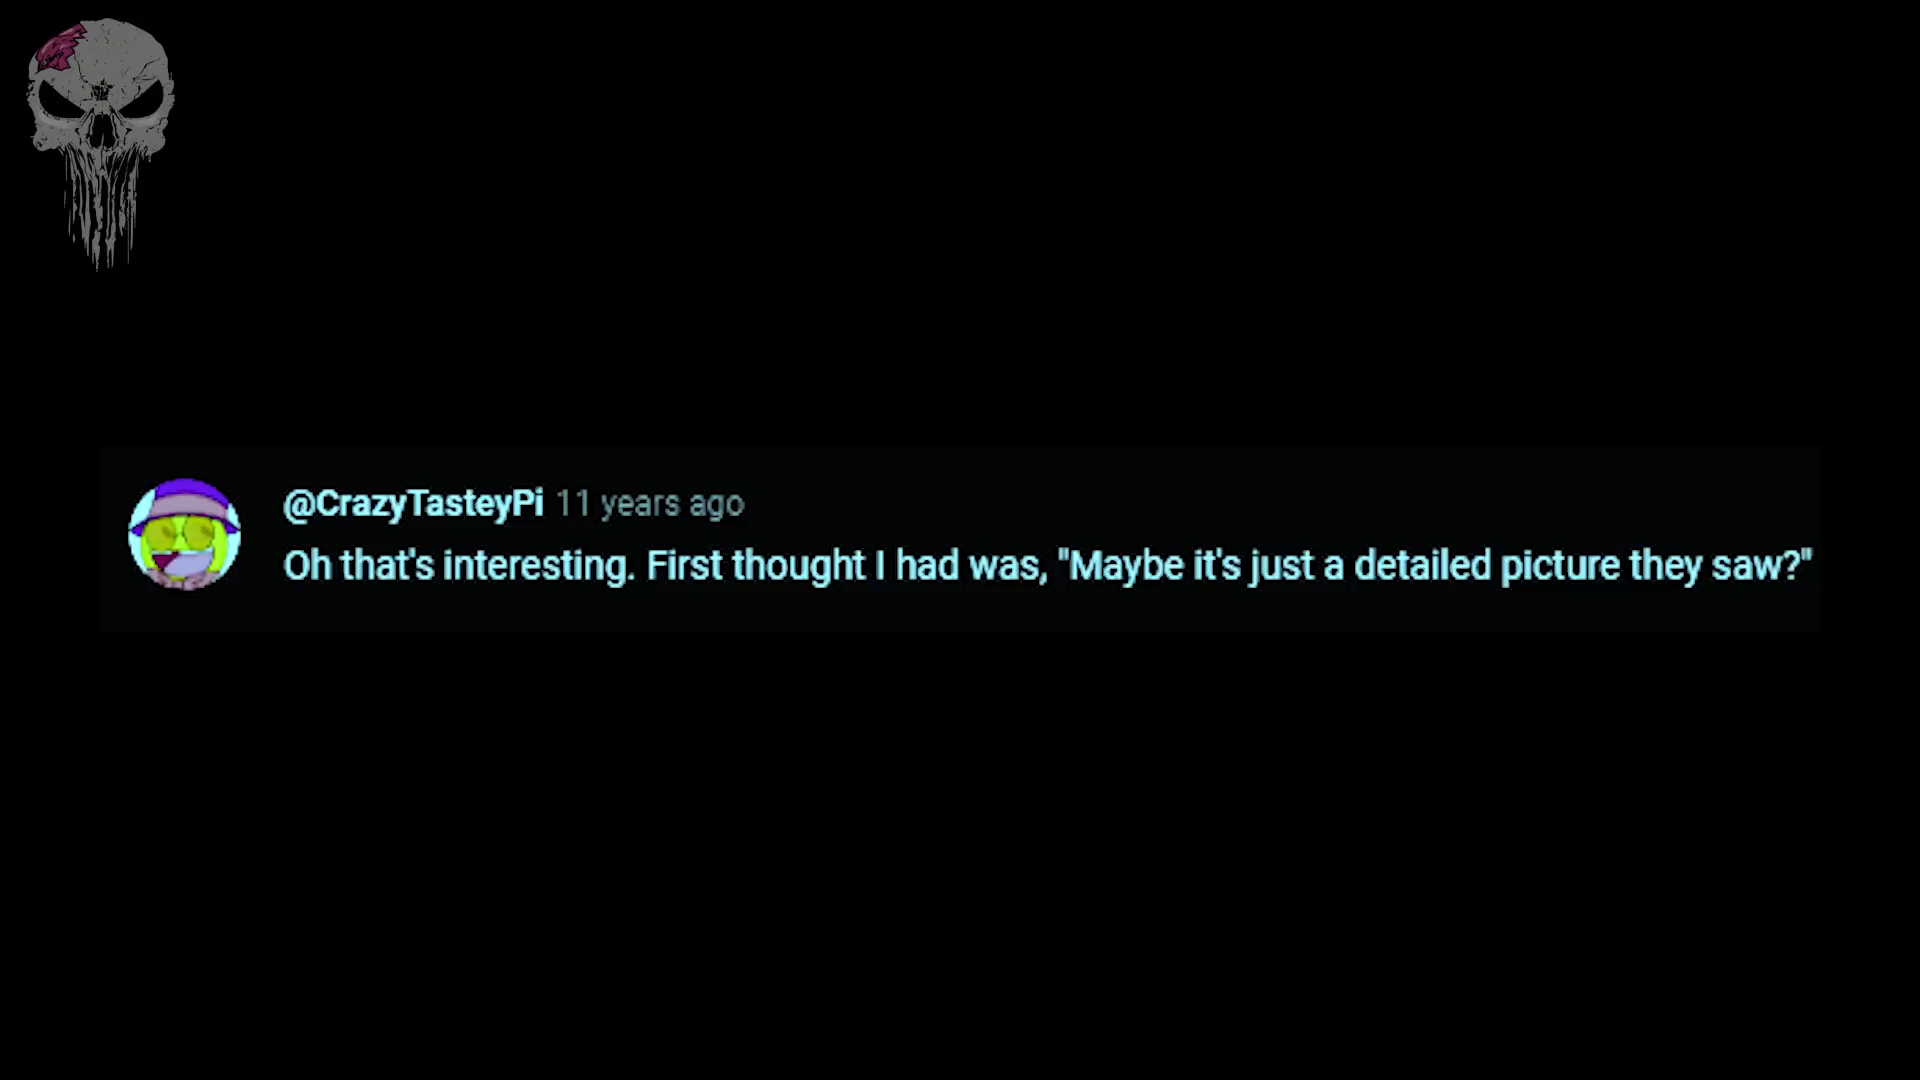 @CrazyTasteyPi 11 years ago
Oh that's interesting. First thought I had was, "Maybe it's just a detailed picture they saw?"